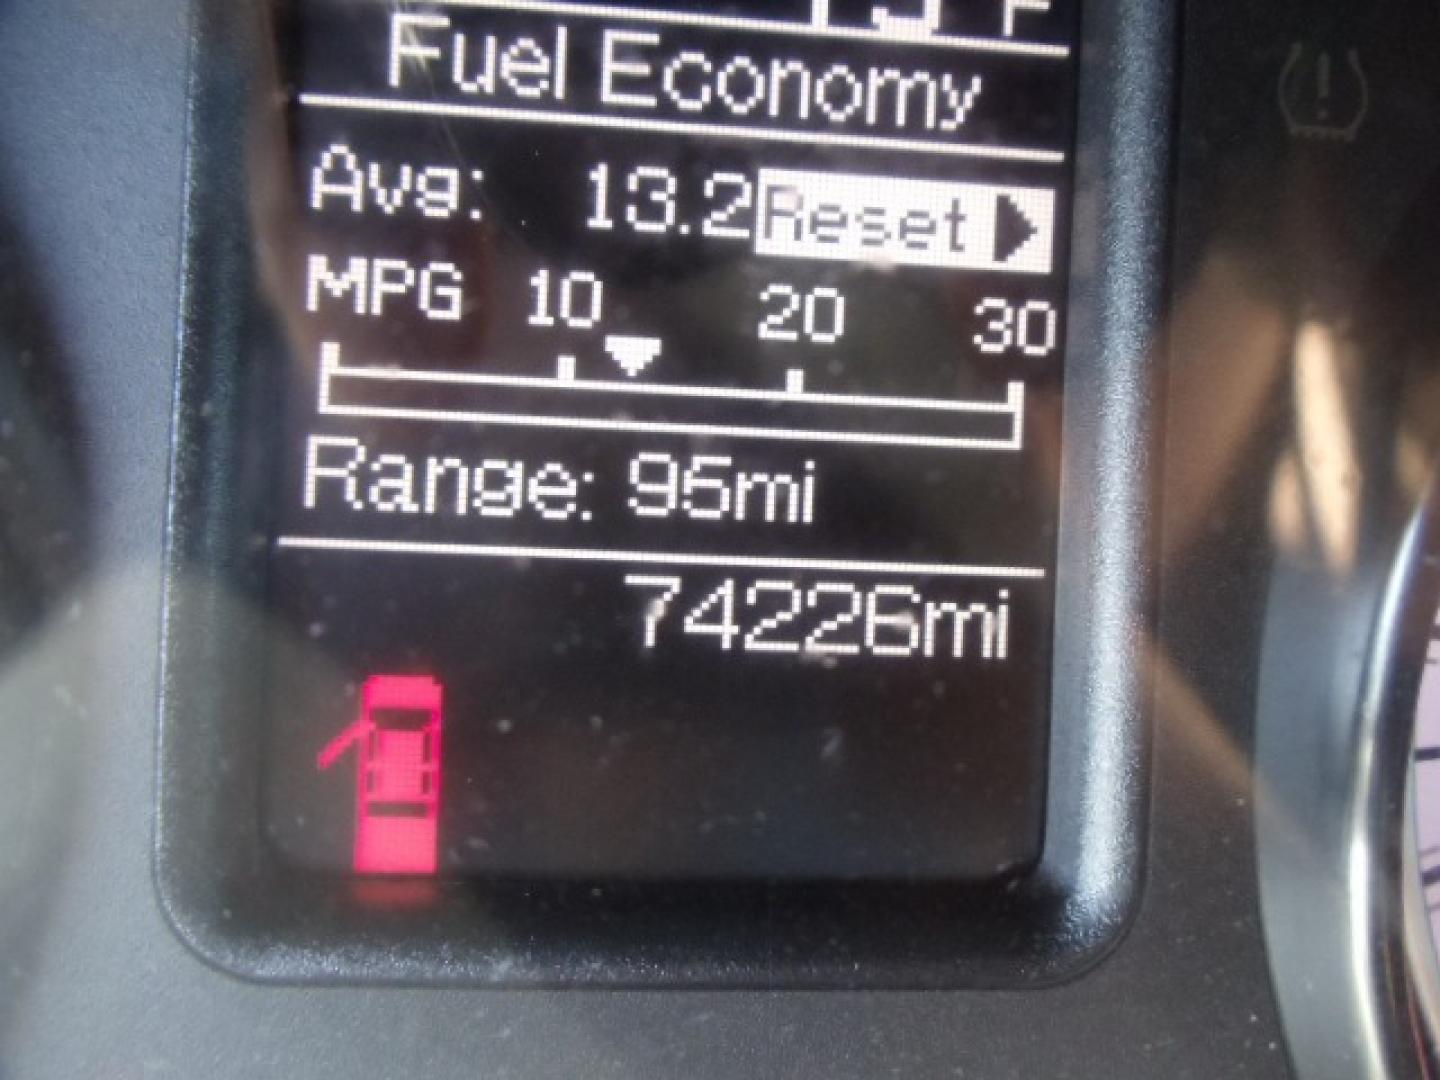 Fuel Economy
Avg: 13.2 Reset
MPG 10 20 30
Range: 95mi
74226mi